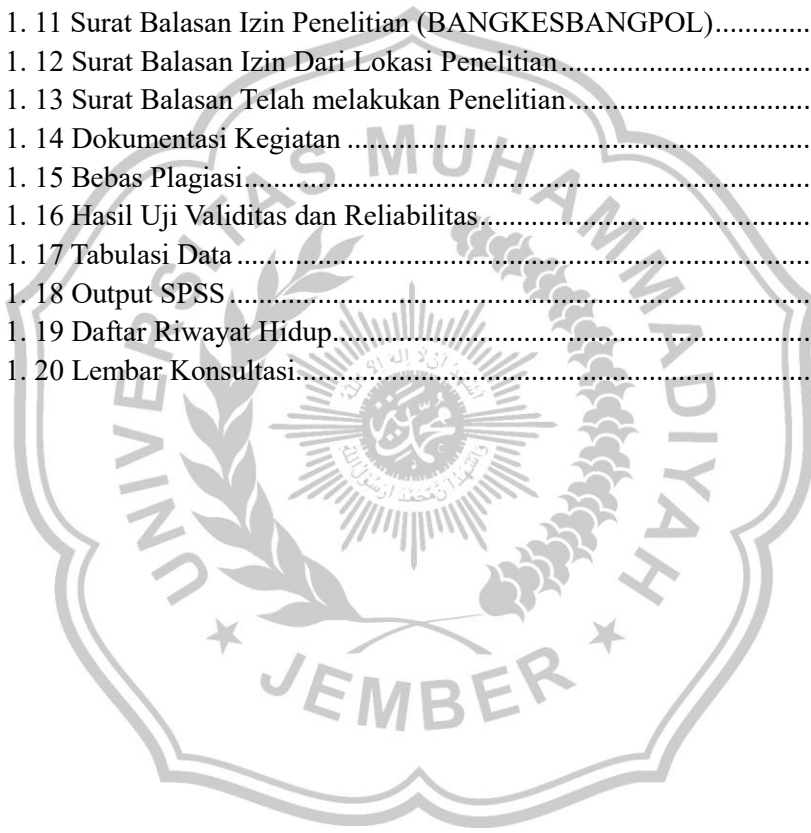 1. 11 Surat Balasan Izin Penelitian (BANGKESBANGPOL).............
1. 12 Surat Balasan Izin Dari Lokasi Penelitian..................................
1. 13 Surat Balasan Telah melakukan Penelitian................................
1. 14 Dokumentasi Kegiatan ..............................................................
1. 15 Bebas Plagiasi............................................................................
1. 16 Hasil Uji Validitas dan Reliabilitas............................................
1. 17 Tabulasi Data .............................................................................
1. 18 Output SPSS ..............................................................................
1. 19 Daftar Riwayat Hidup................................................................
1. 20 Lembar Konsultasi.....................................................................
UNIVERSITAS MUHAMMADIYAH
JEMBER